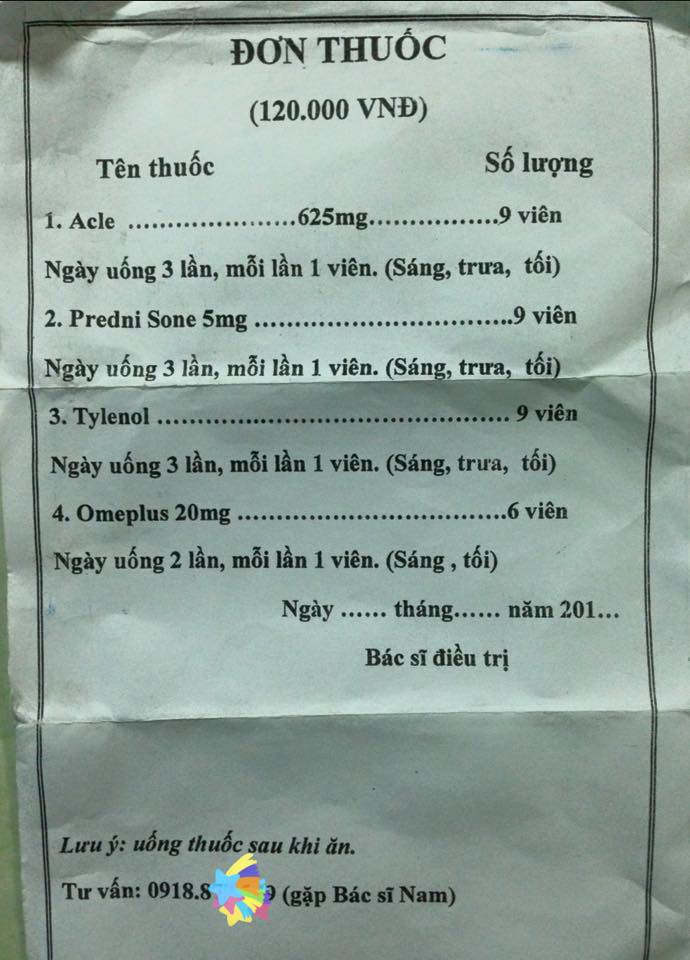 ĐƠN THUỐC
(120.000 VNĐ)
Tên thuốc Số lượng
1. Acle ......................625mg.................9 viên
Ngày uống 3 lần, mỗi lần 1 viên. (Sáng, trưa, tối)
2. Predni Sone 5mg ..................................9 viên
Ngày uống 3 lần, mỗi lần 1 viên. (Sáng, trưa, tối)
3. Tylenol .............................................. 9 viên
Ngày uống 3 lần, mỗi lần 1 viên. (Sáng, trưa, tối)
4. Omeplus 20mg ...................................6 viên
Ngày uống 2 lần, mỗi lần 1 viên. (Sáng , tối)
Ngày ...... tháng...... năm 201...
Bác sĩ điều trị
Lưu ý: uống thuốc sau khi ăn.
Tư vấn: 0918.8 9 (gặp Bác sĩ Nam)